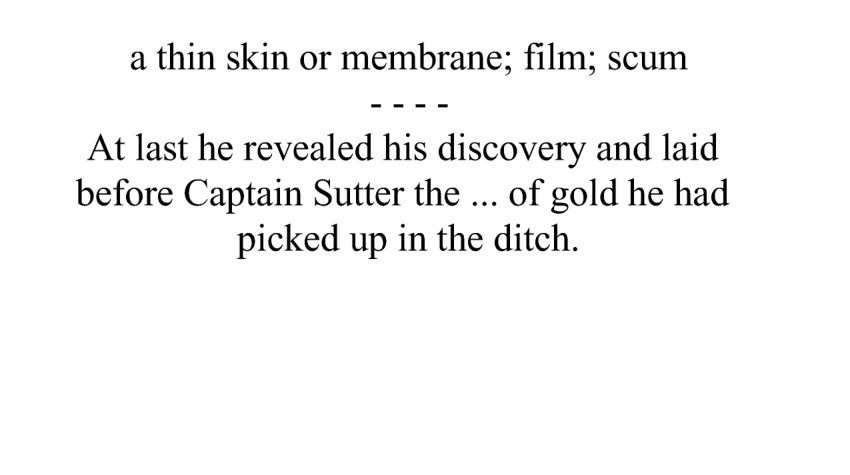 a thin skin or membrane; film; scum
- - - -
At last he revealed his discovery and laid
before Captain Sutter the ... of gold he had
picked up in the ditch.